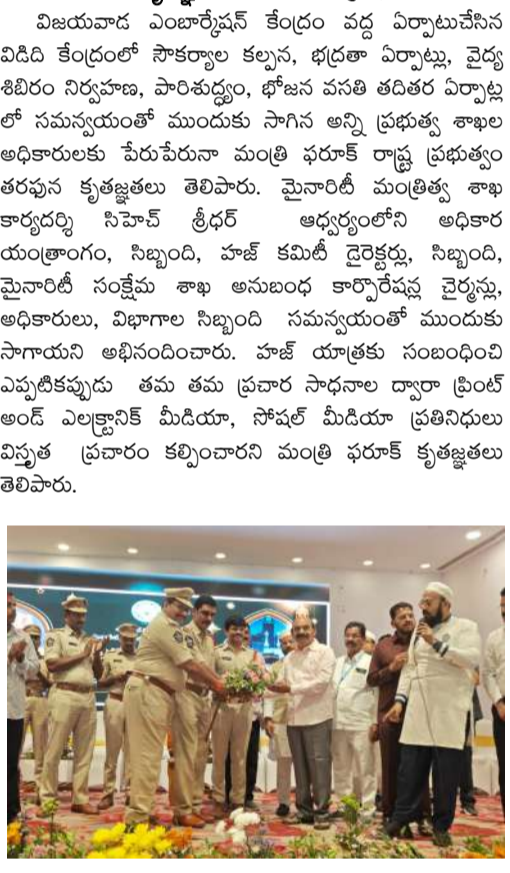 విజయవాడ ఎంబార్కేషన్ కేంద్రం వద్ద ఏర్పాటుచేసిన
విడిది కేంద్రంలో సౌకర్యాల కల్పన, భద్రతా ఏర్పాట్లు, వైద్య
శిబిరం నిర్వహణ, పారిశుద్ధ్యం, భోజన వసతి తదితర ఏర్పాట్ల
లో సమన్వయంతో ముందుకు సాగిన అన్ని ప్రభుత్వ శాఖల
అధికారులకు పేరుపేరునా మంత్రి ఫరూక్ రాష్ట్ర ప్రభుత్వం
తరఫున కృతజ్ఞతలు తెలిపారు. మైనారిటీ మంత్రిత్వ శాఖ
కార్యదర్శి సిహెచ్ శ్రీధర్ ఆధ్వర్యంలోని అధికార
యంత్రాంగం, సిబ్బంది, హజ్ కమిటీ డైరెక్టర్లు, సిబ్బంది,
మైనారిటీ సంక్షేమ శాఖ అనుబంధ కార్పొరేషన్ల చైర్మన్లు,
అధికారులు, విభాగాల సిబ్బంది సమన్వయంతో ముందుకు
సాగాయని అభినందించారు. హజ్ యాత్రకు సంబంధించి
ఎప్పటికప్పుడు తమ తమ ప్రచార సాధనాల ద్వారా ప్రింట్
అండ్ ఎలక్ట్రానిక్ మీడియా, సోషల్ మీడియా ప్రతినిధులు
విస్తృత ప్రచారం కల్పించారని మంత్రి ఫరూక్ కృతజ్ఞతలు
తెలిపారు.